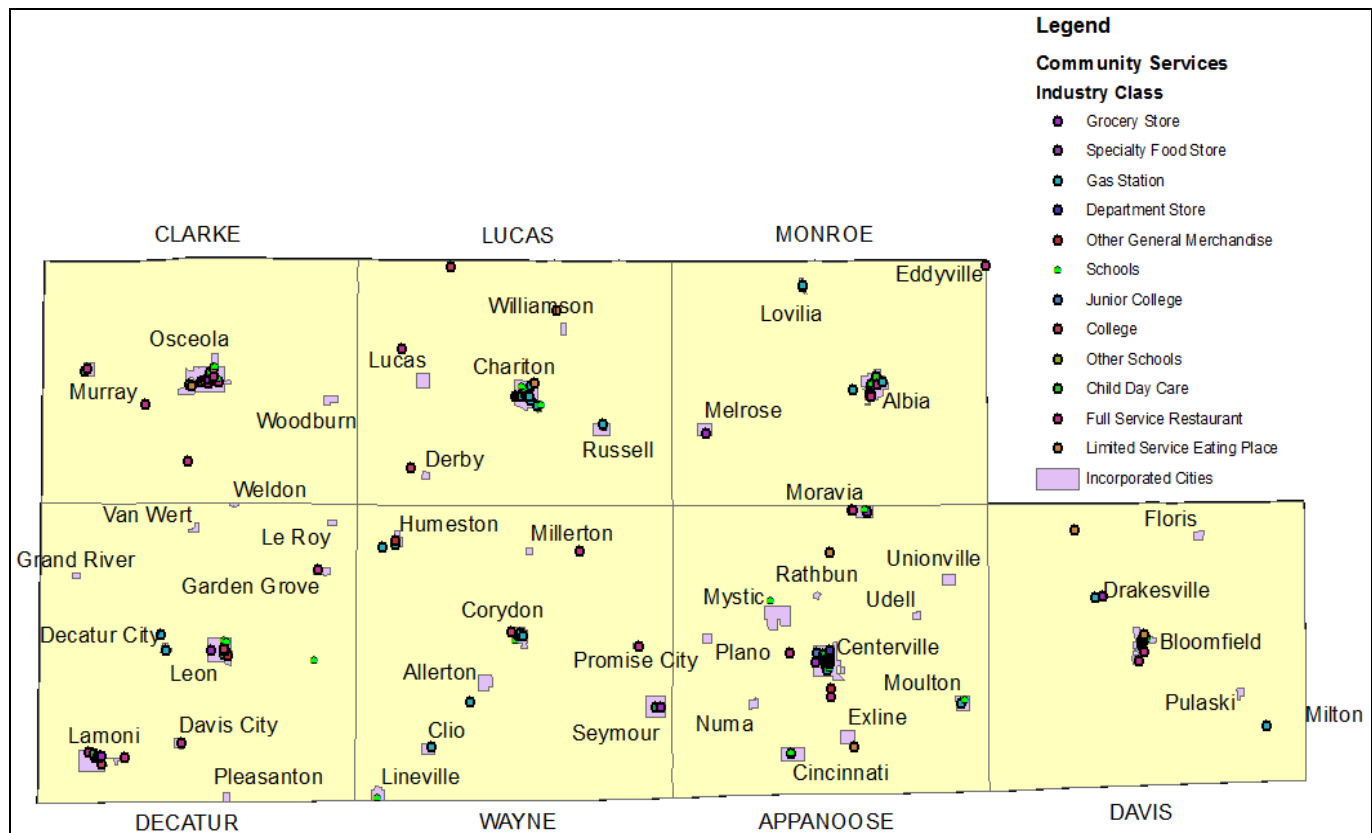 Legend
Community Services
Industry Class
Grocery Store
Specialty Food Store
Gas Station
Department Store
Other General Merchandise
Schools
Junior College
College
Other Schools
Child Day Care
Full Service Restaurant
Limited Service Eating Place
Incorporated Cities
CLARKE LUCAS MONROE
Eddyville
Williamson
Lovilia
Osceola
Lucas Chariton
Murray
Woodburn
Melrose
Albia
Russell
Derby
Weldon
Moravia
Van Wert
Le Roy
Humeston
Millerton
Floris
Grand River
Garden Grove
Rathbun
Unionville
Mystic
Udell
Drakesville
Decatur City
Corydon
Centerville
Bloomfield
Leon
Promise City
Plano
Allerton
Moulton
Pulaski
Milton
Lamoni
Davis City
Clio
Seymour
Numa
Exline
Pleasanton
Lineville
Cincinnati
DECATUR WAYNE APPANOOSE DAVIS